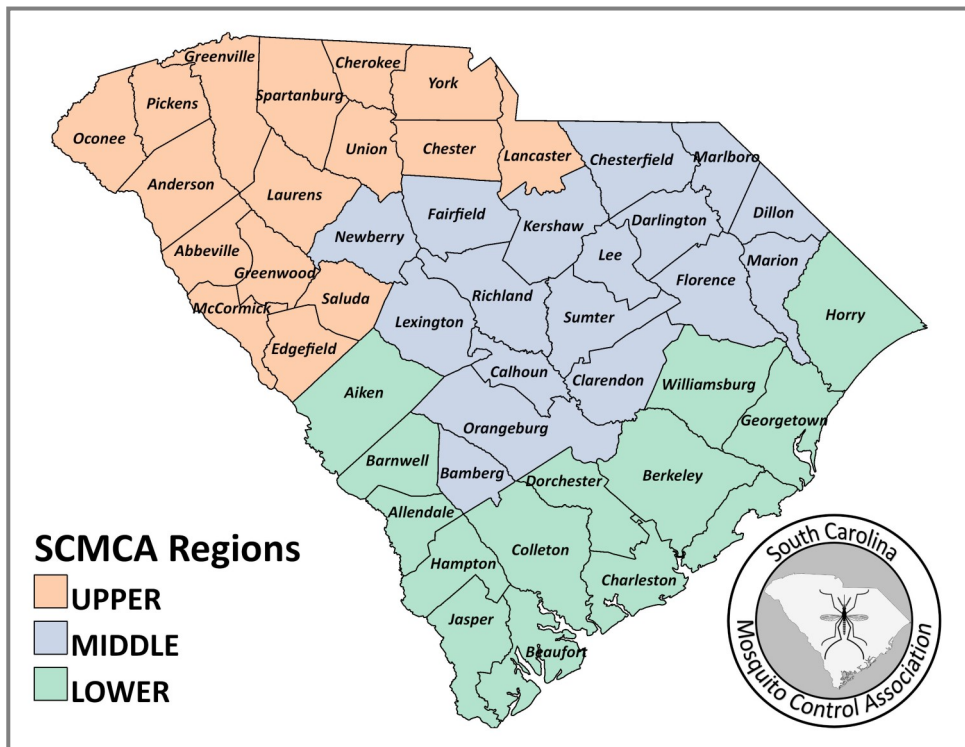 Greenville
Cherokee
York
Pickens
Spartanburg
Oconee
Union
Chester
Lancaster
Chesterfield
Marlboro
Anderson
Laurens
Fairfield
Kershaw
Darlington
Dillon
Newberry
Abbeville
Lee
Marion
Greenwood
Florence
Saluda
Richland
McCormick
Lexington
Sumter
Horry
Edgefield
Calhoun
Clarendon
Williamsburg
Aiken
Georgetown
Orangeburg
Barnwell
Bamberg
Berkeley
Dorchester
Allendale
Colleton
Hampton
Charleston
Jasper
Beaufort
SCMCA Regions
UPPER
MIDDLE
LOWER
South Carolina
Mosquito Control Association